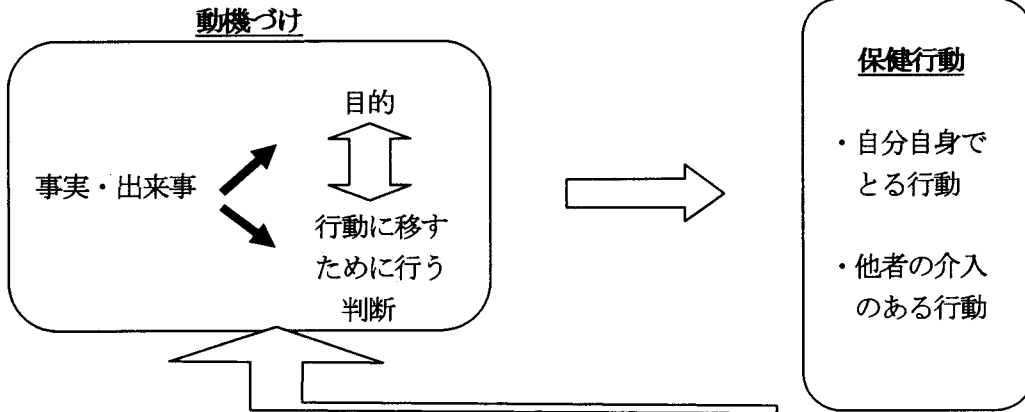 動機づけ
目的
事実・出来事
行動に移す
ために行う
判断
保健行動
・自分自身で
とる行動
・他者の介入
のある行動